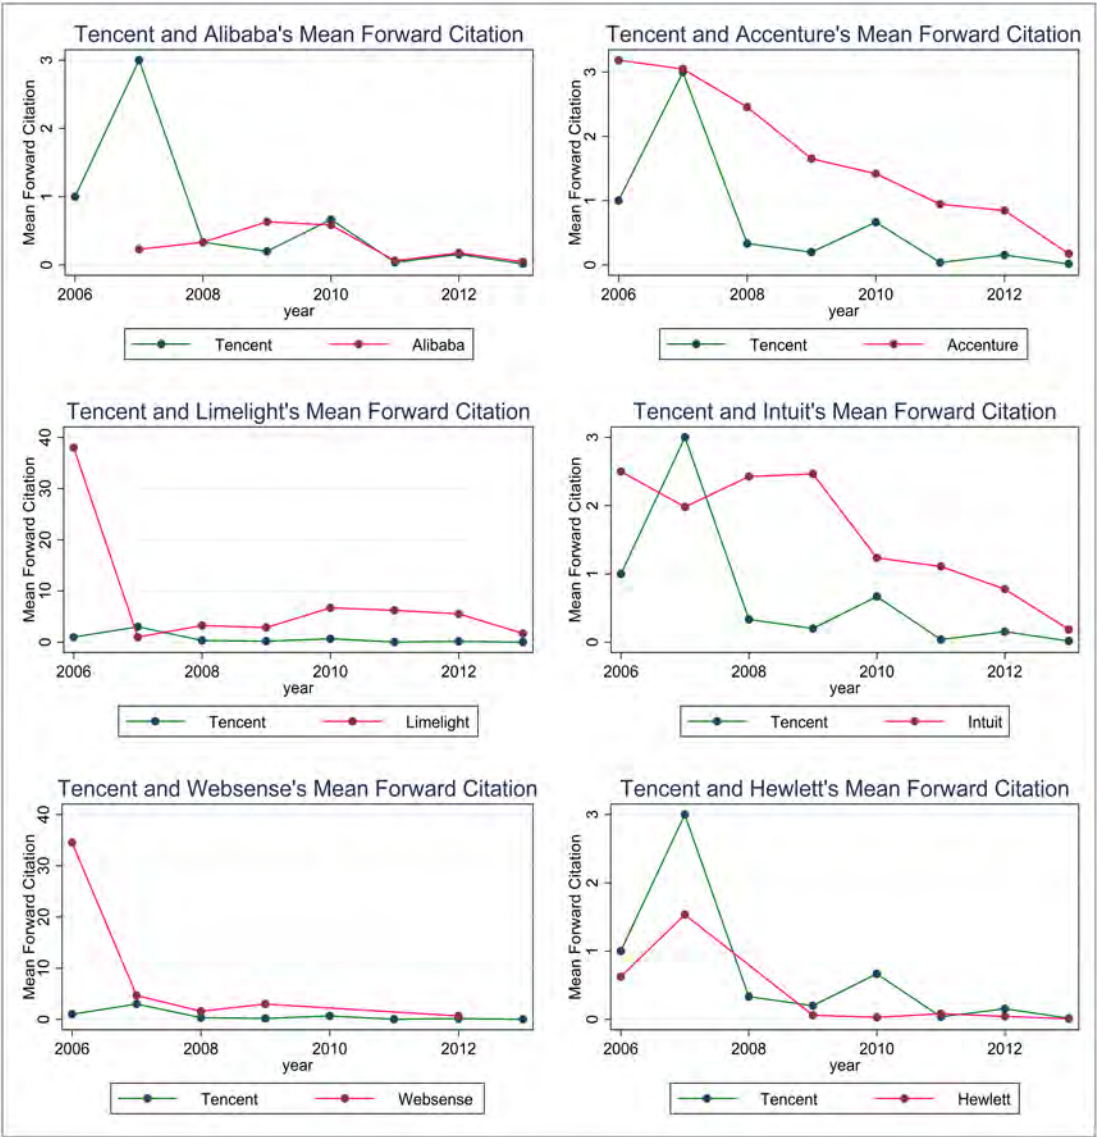 Tencent and Alibaba's Mean Forward Citation
Mean Forward Citation
3
2
1
0
2006 2008 2010 2012
year
Tencent Alibaba
Tencent and Accenture's Mean Forward Citation
Mean Forward Citation
3
2
1
0
2006 2008 2010 2012
year
Tencent Accenture
Tencent and Limelight's Mean Forward Citation
Mean Forward Citation
40
30
20
10
0
2006 2008 2010 2012
year
Tencent Limelight
Tencent and Intuit's Mean Forward Citation
Mean Forward Citation
3
2
1
0
2006 2008 2010 2012
year
Tencent Intuit
Tencent and Websense's Mean Forward Citation
Mean Forward Citation
40
30
20
10
0
2006 2008 2010 2012
year
Tencent Websense
Tencent and Hewlett's Mean Forward Citation
Mean Forward Citation
3
2
1
0
2006 2008 2010 2012
year
Tencent Hewlett